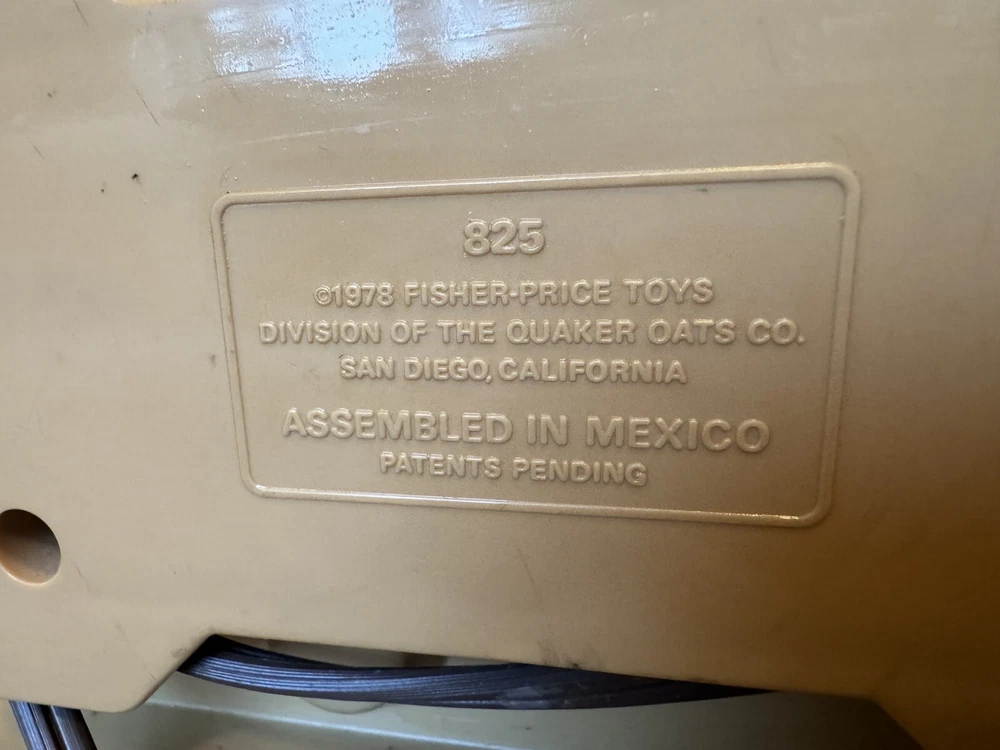 825
©1978 FISHER-PRICE TOYS
DIVISION OF THE QUAKER OATS CO.
SAN DIEGO, CALIFORNIA
ASSEMBLED IN MEXICO
PATENTS PENDING